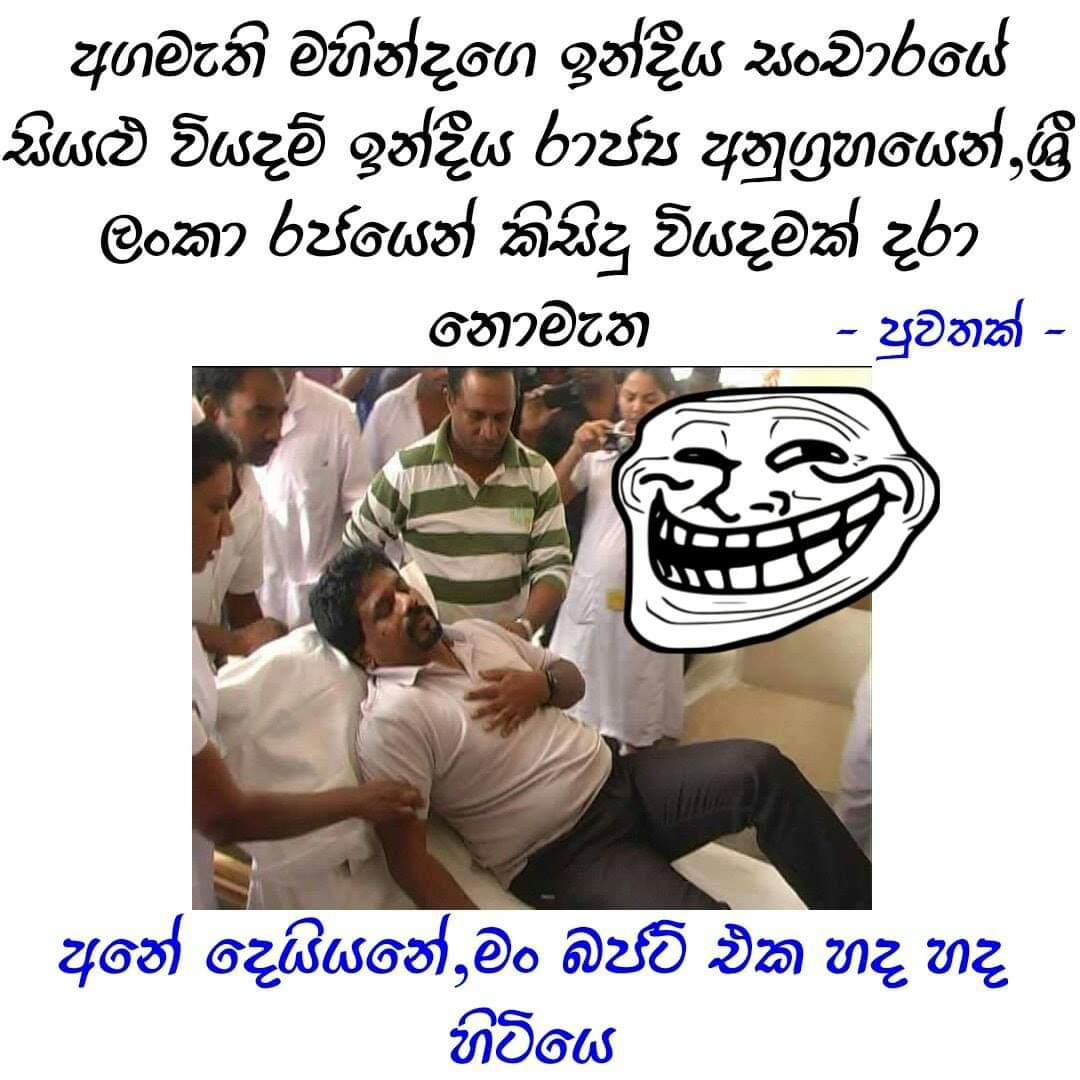 අගමැති මහින්දගෙ ඉන්දීය සංචාරයේ
සියළු වියදම් ඉන්දීය රාජ්‍ය අනුග්‍රහයෙන්,ශ්‍රී
ලංකා රජයෙන් කිසිදු වියදමක් දරා
නොමැත - පුවතක් -
අනේ දෙයියනේ,මං බජට් එක හද හද
හිටියෙ